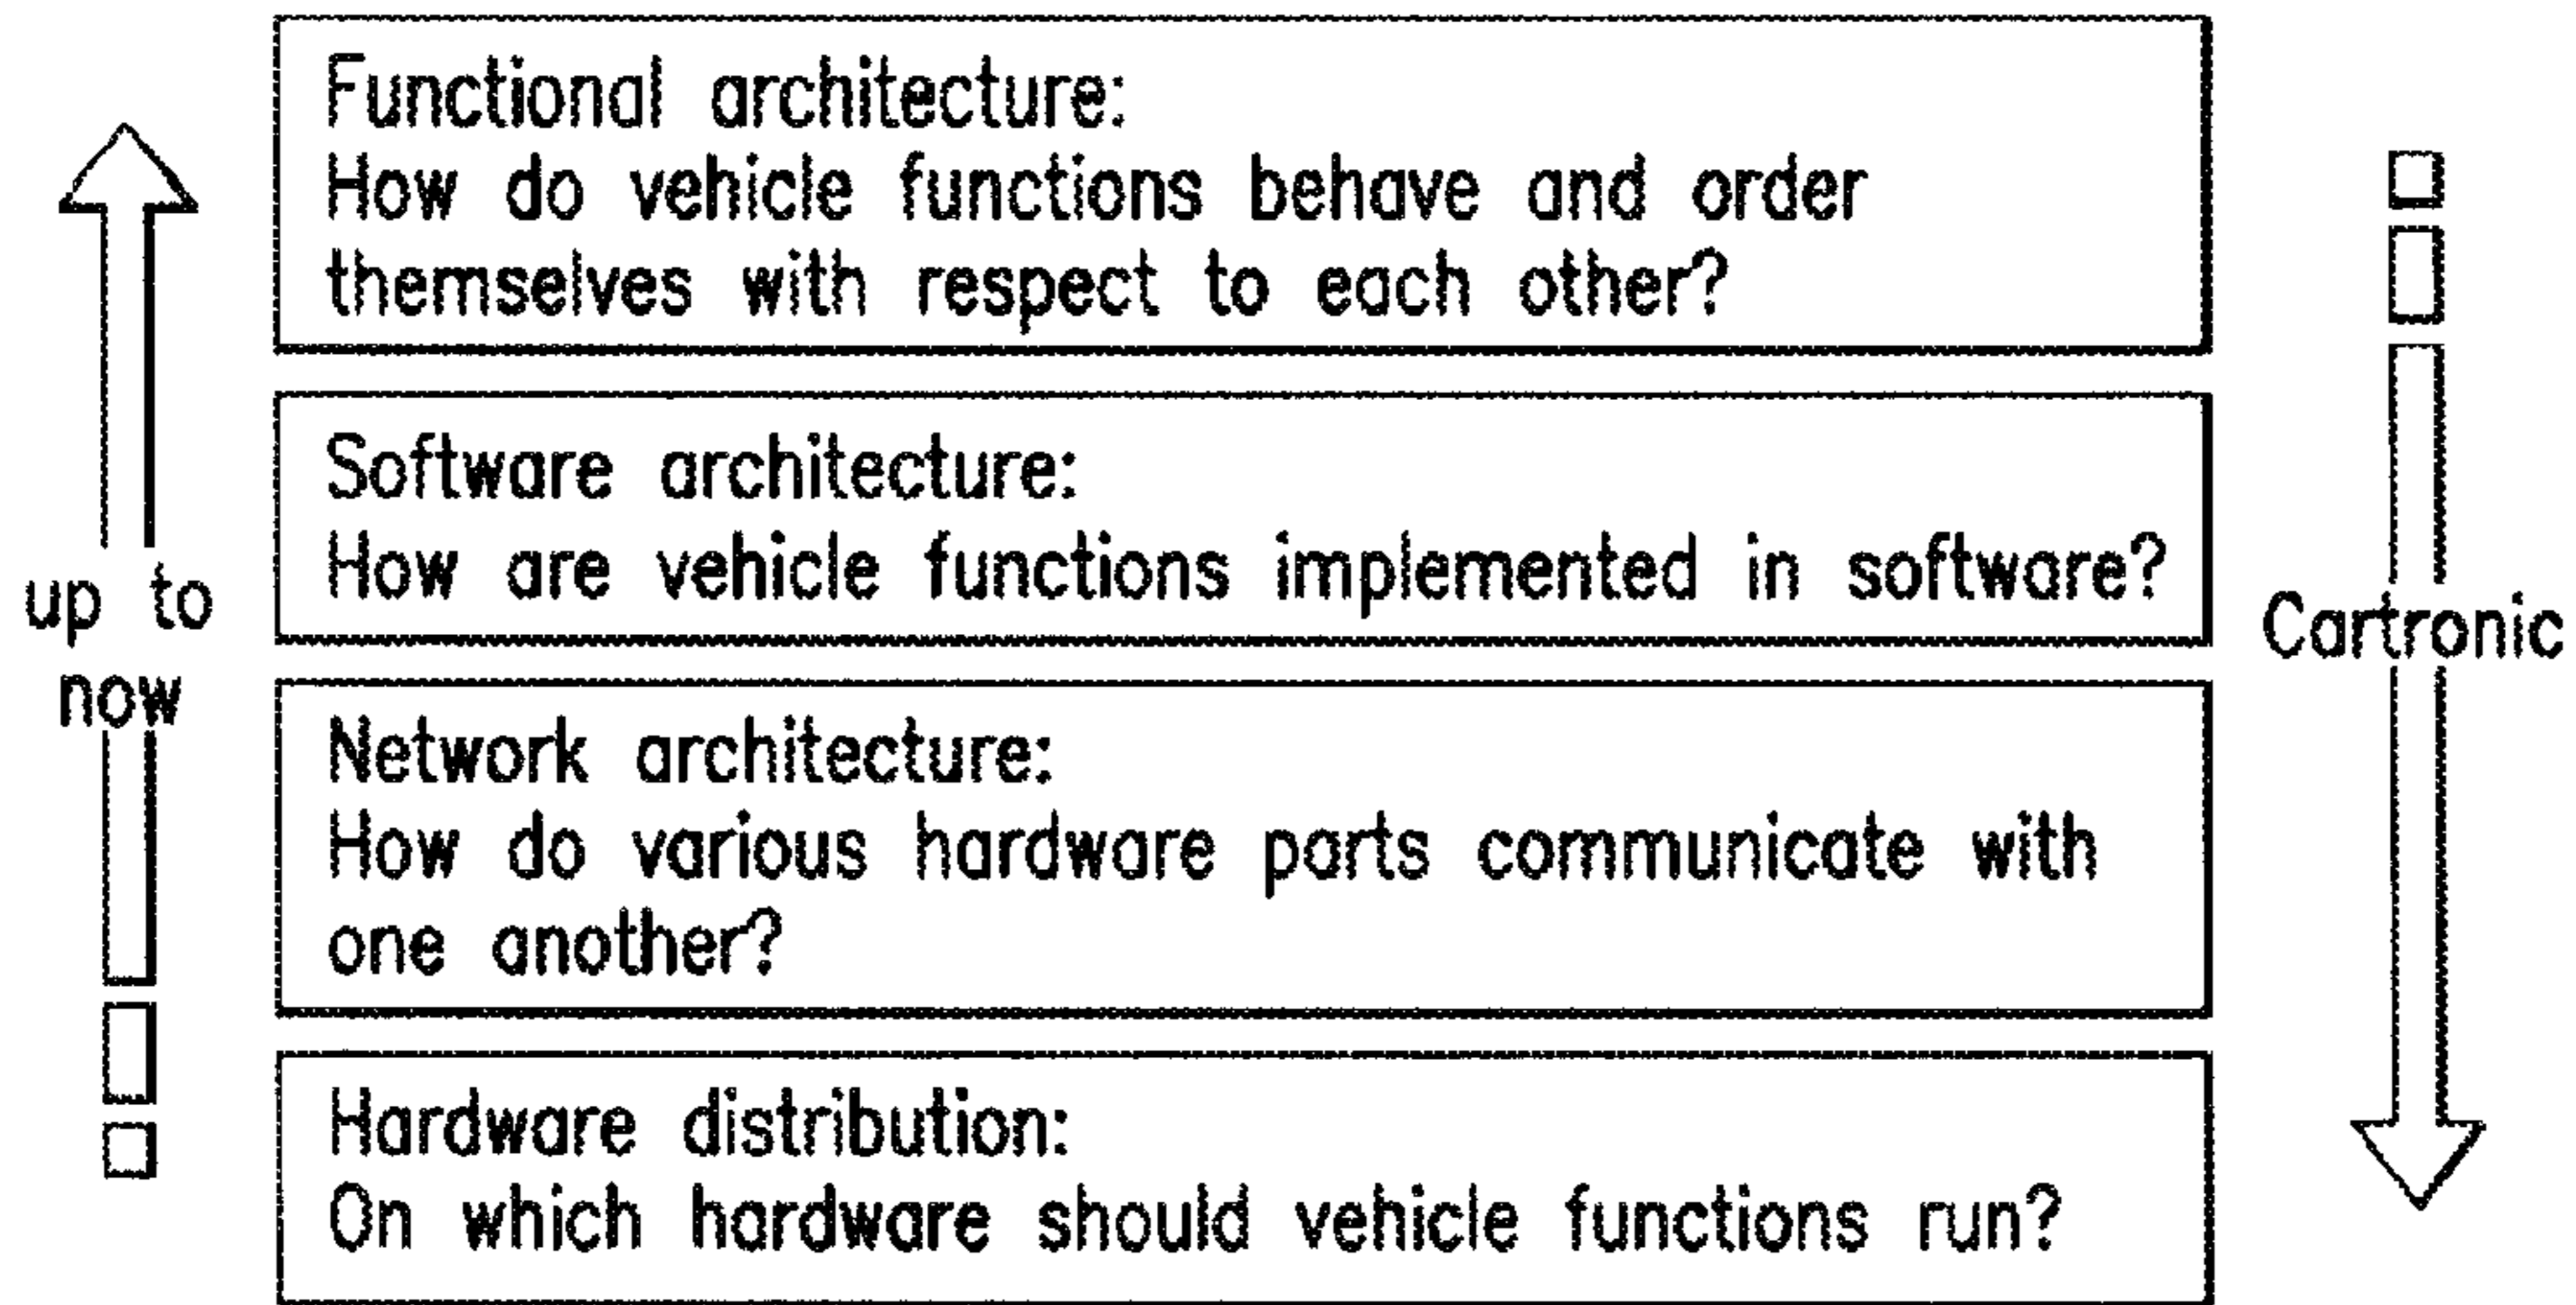 Functional architecture:
How do vehicle functions behave and order
themselves with respect to each other?
Software architecture:
How are vehicle functions implemented in software?
up to
now
Cartronic
Network architecture:
How do various hardware parts communicate with
one another?
Hardware distribution:
On which hardware should vehicle functions run?